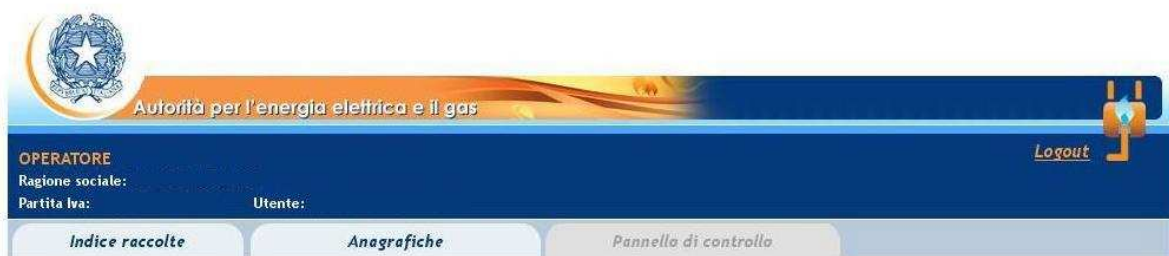 Autorità per l'energia elettrica e il gas
Logout
OPERATORE
Ragione sociale:
Partita Iva: Utente:
Indice raccolte Anagrafiche Pannello di controllo